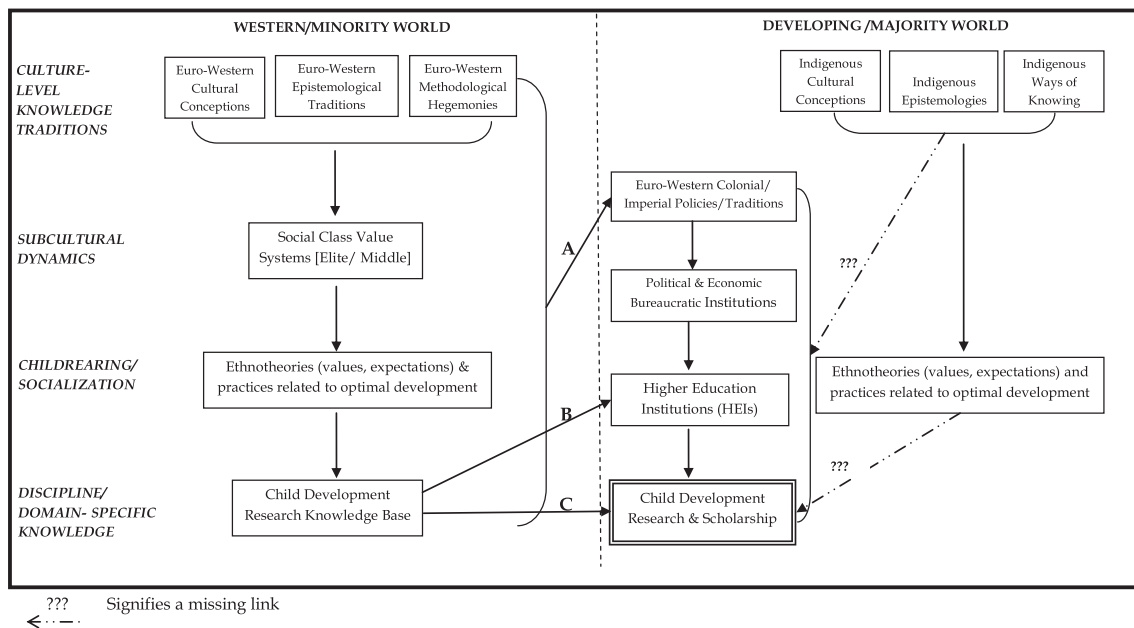 WESTERN/MINORITY WORLD
DEVELOPING /MAJORITY WORLD
CULTURE-
LEVEL
KNOWLEDGE
TRADITIONS
Euro-Western
Cultural
Conceptions
Euro-Western
Epistemological
Traditions
Euro-Western
Methodological
Hegemonies
Indigenous
Cultural
Conceptions
Indigenous
Epistemologies
Indigenous
Ways of
Knowing
Euro-Western Colonial/
Imperial Policies/Traditions
SUBCULTURAL
DYNAMICS
Social Class Value
Systems [Elite/ Middle]
A
???
Political & Economic
Bureaucratic Institutions
CHILDREARING/
SOCIALIZATION
Ethnotheories (values, expectations) &
practices related to optimal development
Higher Education
Institutions (HEIs)
Ethnotheories (values, expectations) and
practices related to optimal development
B
???
DISCIPLINE/
DOMAIN- SPECIFIC
KNOWLEDGE
Child Development
Research Knowledge Base
C
Child Development
Research & Scholarship
??? Signifies a missing link